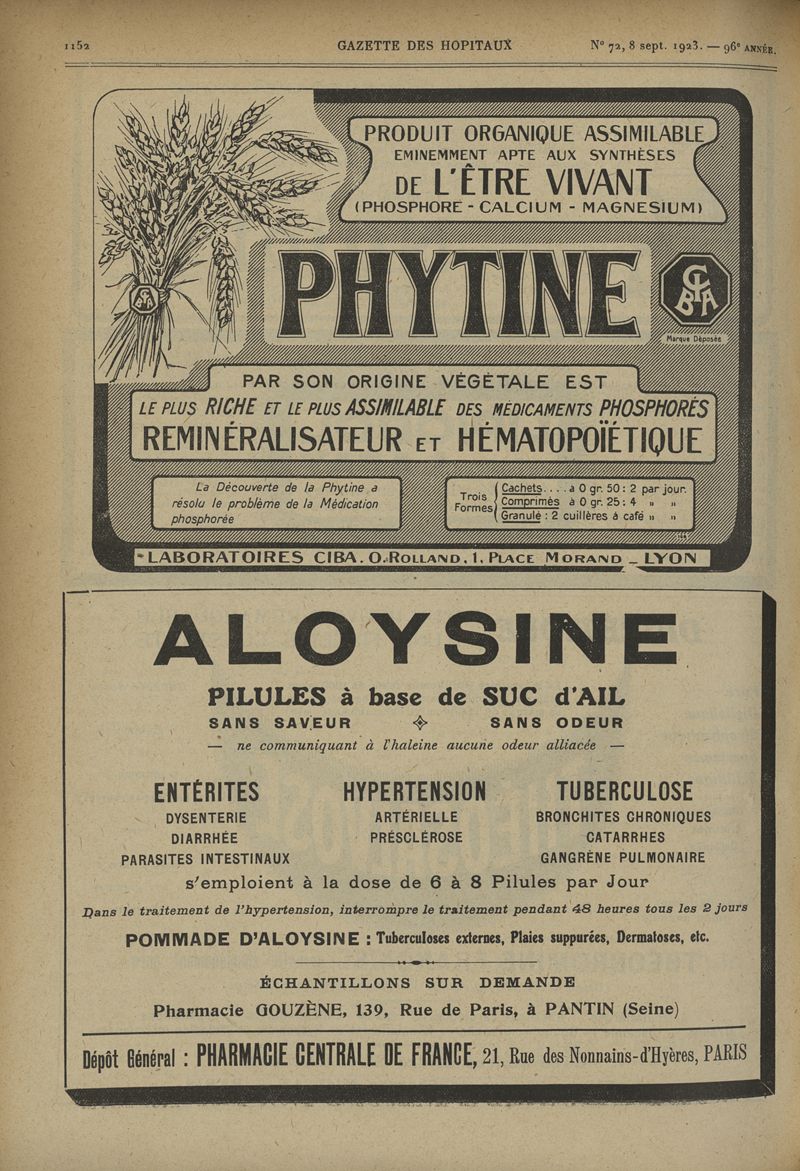 1152
GAZETTE DES HOPITAUX
N° 72, 8 sept. 1923. — 96e ANNÉE.
PRODUIT ORGANIQUE ASSIMILABLE
EMINEMMENT APTE AUX SYNTHÈSES
DE L'ÊTRE VIVANT
(PHOSPHORE - CALCIUM - MAGNESIUM)
PHYTINE
CIBA
CIBA
Marque Déposée
PAR SON ORIGINE VÉGÉTALE EST
LE PLUS RICHE ET LE PLUS ASSIMILABLE DES MÉDICAMENTS PHOSPHORÉS
REMINÉRALISATEUR ET HÉMATOPOÏÉTIQUE
La Découverte de la Phytine a
résolu le problème de la Médication
phosphorée
Trois
Formes
Cachets.... à 0 gr. 50 : 2 par jour.
Comprimés à 0 gr. 25 : 4 " "
Granulé : 2 cuillères à café " "
LABORATOIRES CIBA. O. ROLLAND, 1, PLACE MORAND _ LYON
ALOYSINE
PILULES à base de SUC d'AIL
SANS SAVEUR SANS ODEUR
— ne communiquant à l'haleine aucune odeur alliacée —
ENTÉRITES
DYSENTERIE
DIARRHÉE
PARASITES INTESTINAUX
HYPERTENSION
ARTÉRIELLE
PRÉSCLÉROSE
TUBERCULOSE
BRONCHITES CHRONIQUES
CATARRHES
GANGRÈNE PULMONAIRE
s'emploient à la dose de 6 à 8 Pilules par Jour
Dans le traitement de l'hypertension, interrompre le traitement pendant 48 heures tous les 2 jours
POMMADE D'ALOYSINE : Tuberculoses externes, Plaies suppurées, Dermatoses, etc.
ÉCHANTILLONS SUR DEMANDE
Pharmacie GOUZÈNE, 139, Rue de Paris, à PANTIN (Seine)
Dépôt Général : PHARMACIE CENTRALE DE FRANCE, 21, Rue des Nonnains-d'Hyères, PARIS